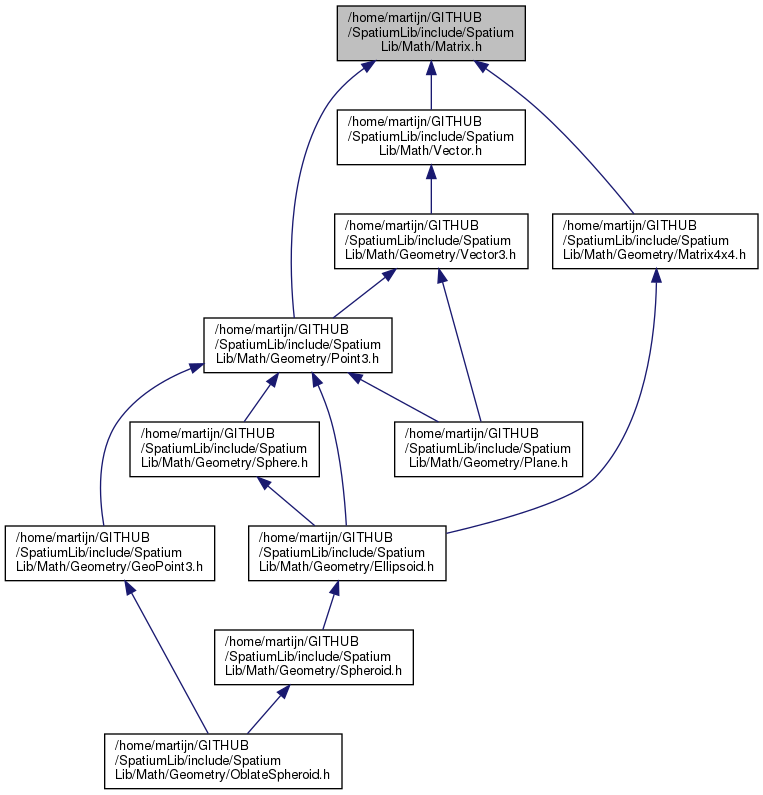 /home/martijn/GITHUB
/SpatiumLib/include/Spatium
Lib/Math/Matrix.h
/home/martijn/GITHUB
/SpatiumLib/include/Spatium
Lib/Math/Vector.h
/home/martijn/GITHUB
/SpatiumLib/include/Spatium
Lib/Math/Geometry/Vector3.h
/home/martijn/GITHUB
/SpatiumLib/include/Spatium
Lib/Math/Geometry/Matrix4x4.h
/home/martijn/GITHUB
/SpatiumLib/include/Spatium
Lib/Math/Geometry/Point3.h
/home/martijn/GITHUB
/SpatiumLib/include/Spatium
Lib/Math/Geometry/Sphere.h
/home/martijn/GITHUB
/SpatiumLib/include/Spatium
Lib/Math/Geometry/Plane.h
/home/martijn/GITHUB
/SpatiumLib/include/Spatium
Lib/Math/Geometry/GeoPoint3.h
/home/martijn/GITHUB
/SpatiumLib/include/Spatium
Lib/Math/Geometry/Ellipsoid.h
/home/martijn/GITHUB
/SpatiumLib/include/Spatium
Lib/Math/Geometry/Spheroid.h
/home/martijn/GITHUB
/SpatiumLib/include/Spatium
Lib/Math/Geometry/OblateSpheroid.h